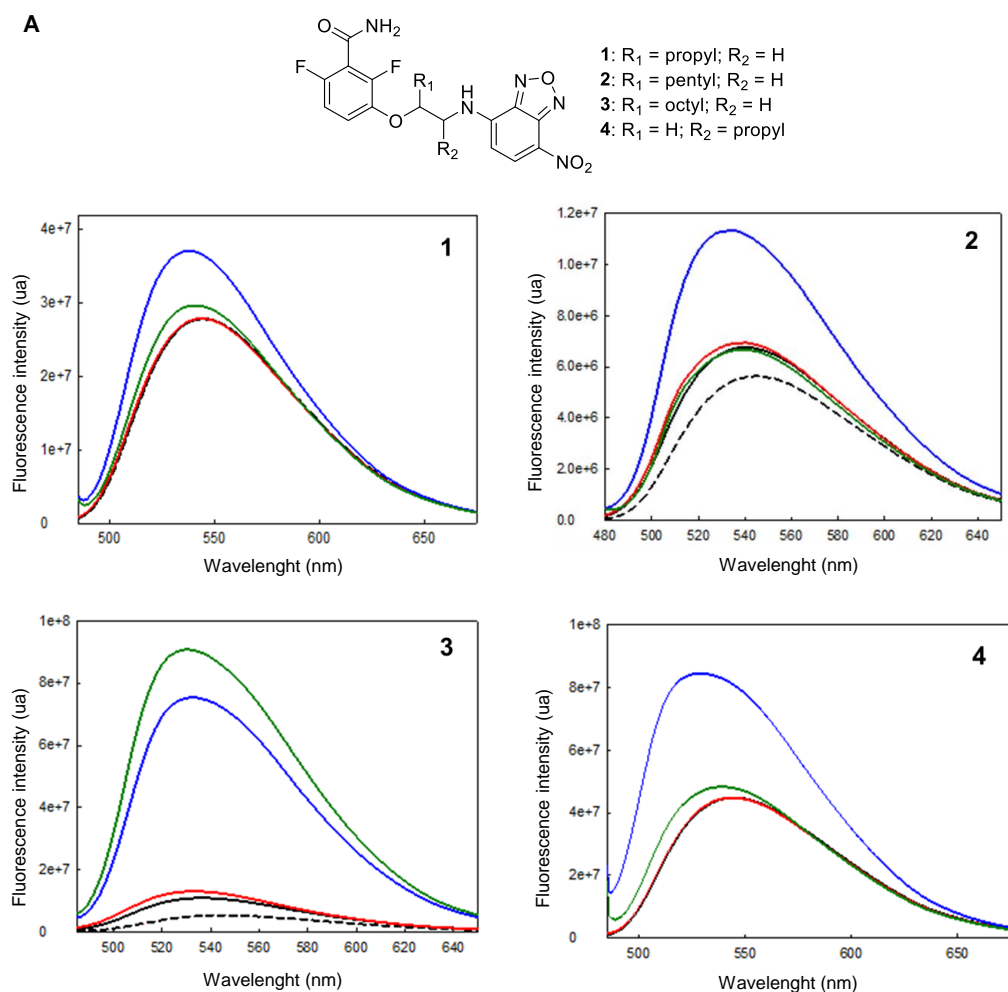 A
O NH2
F F R1 H N N O N
O R2 NO2
1: R1 = propyl; R2 = H
2: R1 = pentyl; R2 = H
3: R1 = octyl; R2 = H
4: R1 = H; R2 = propyl
1
Fluorescence intensity (ua)
4e+7
3e+7
2e+7
1e+7
0
500 550 600 650
Wavelenght (nm)
2
Fluorescence intensity (ua)
1.2e+7
1.0e+7
8.0e+6
6.0e+6
4.0e+6
2.0e+6
0.0
480 500 520 540 560 580 600 620 640
Wavelenght (nm)
3
Fluorescence intensity (ua)
1e+8
8e+7
6e+7
4e+7
2e+7
0
500 520 540 560 580 600 620 640
Wavelenght (nm)
4
Fluorescence intensity (ua)
1e+8
8e+7
6e+7
4e+7
2e+7
0
500 550 600 650
Wavelenght (nm)